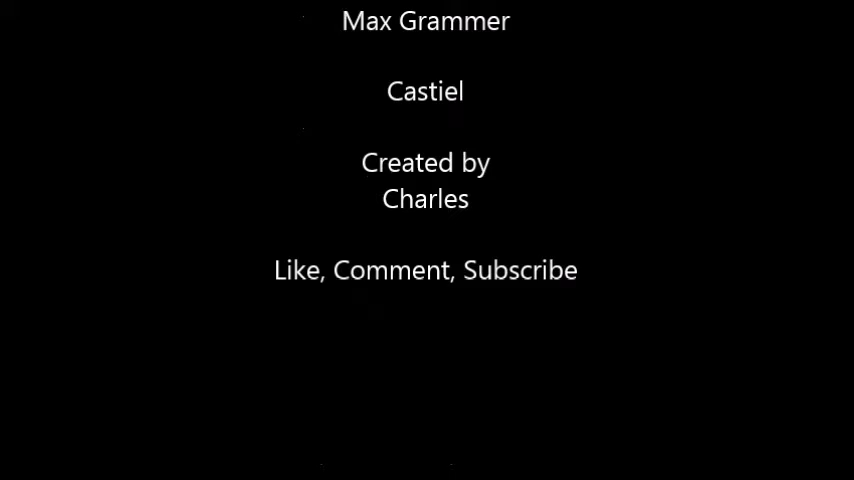 Max Grammer
Castiel
Created by
Charles
Like, Comment, Subscribe